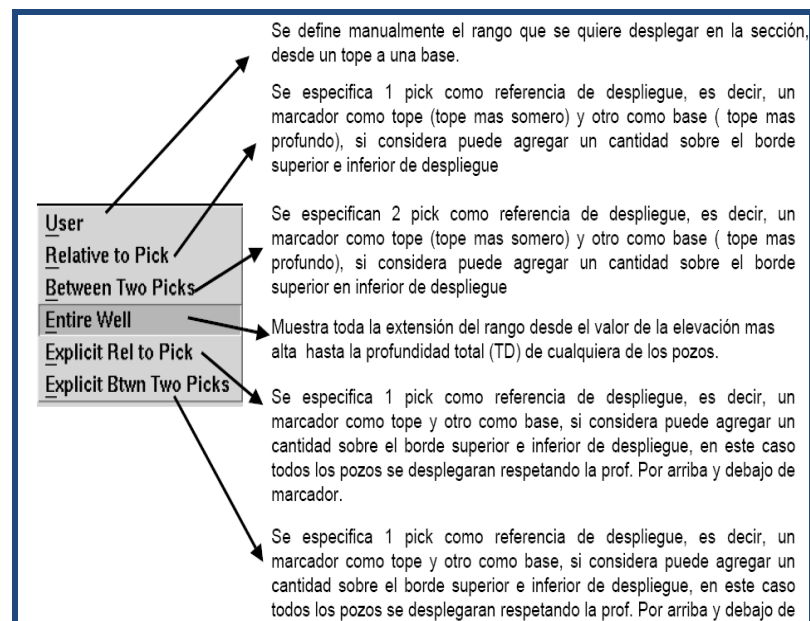 Se define manualmente el rango que se quiere desplegar en la sección,
desde un tope a una base.
Se especifica 1 pick como referencia de despliegue, es decir, un
marcador como tope (tope mas somero) y otro como base ( tope mas
profundo), si considera puede agregar un cantidad sobre el borde
superior e inferior de despliegue
User
Relative to Pick
Between Two Picks
Entire Well
Explicit Rel to Pick
Explicit Btwn Two Picks
Se especifican 2 pick como referencia de despliegue, es decir, un
marcador como tope (tope mas somero) y otro como base ( tope mas
profundo), si considera puede agregar un cantidad sobre el borde
superior en inferior de despliegue
Muestra toda la extensión del rango desde el valor de la elevación mas
alta hasta la profundidad total (TD) de cualquiera de los pozos.
Se especifica 1 pick como referencia de despliegue, es decir, un
marcador como tope y otro como base, si considera puede agregar un
cantidad sobre el borde superior e inferior de despliegue, en este caso
todos los pozos se desplegaran respetando la prof. Por arriba y debajo de
marcador.
Se especifica 1 pick como referencia de despliegue, es decir, un
marcador como tope y otro como base, si considera puede agregar un
cantidad sobre el borde superior e inferior de despliegue, en este caso
todos los pozos se desplegaran respetando la prof. Por arriba y debajo de